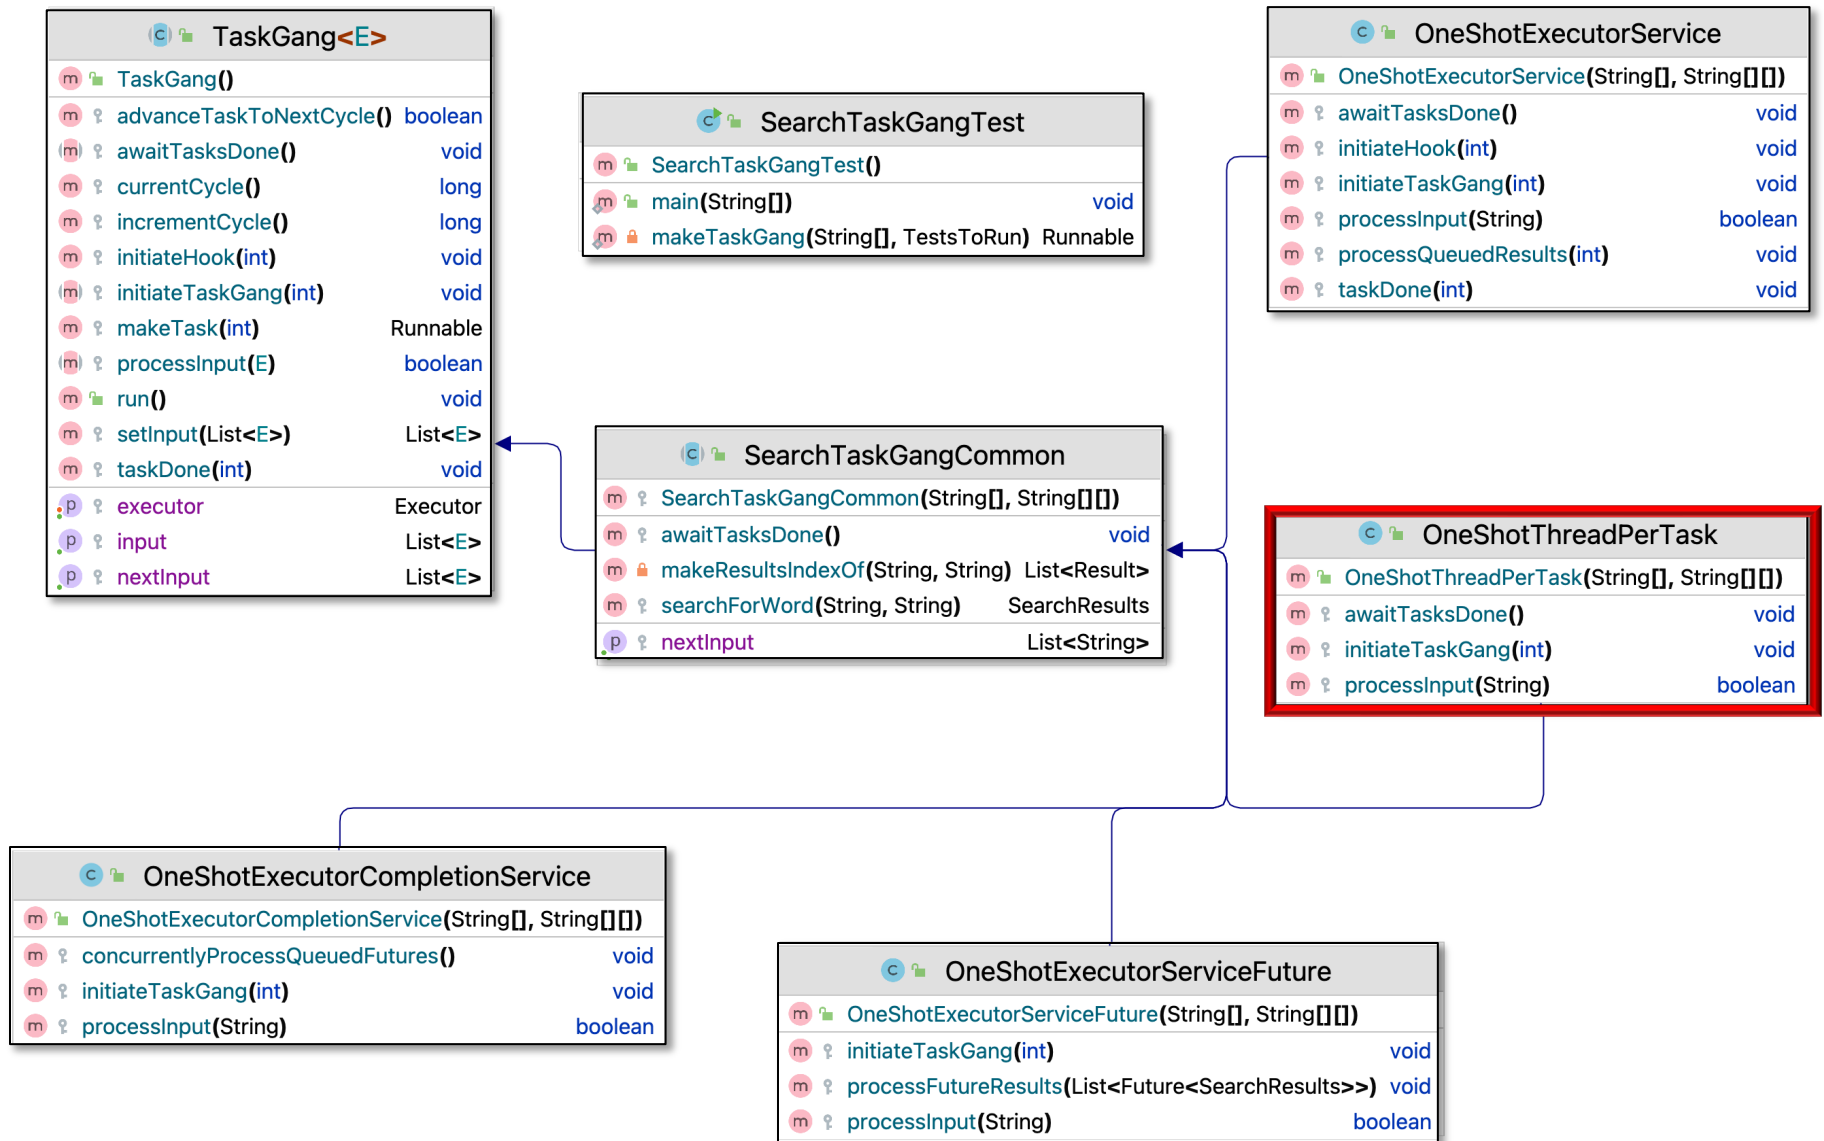 TaskGang<E>
TaskGang()
advanceTaskToNextCycle() boolean
awaitTasksDone() void
currentCycle() long
incrementCycle() long
initiateHook(int) void
initiateTaskGang(int) void
makeTask(int) Runnable
processInput(E) boolean
run() void
setInput(List<E>) List<E>
taskDone(int) void
executor Executor
input List<E>
nextInput List<E>
SearchTaskGangTest
SearchTaskGangTest()
main(String[]) void
makeTaskGang(String[], TestsToRun) Runnable
OneShotExecutorService
OneShotExecutorService(String[], String[][])
awaitTasksDone() void
initiateHook(int) void
initiateTaskGang(int) void
processInput(String) boolean
processQueuedResults(int) void
taskDone(int) void
SearchTaskGangCommon
SearchTaskGangCommon(String[], String[][])
awaitTasksDone() void
makeResultsIndexOf(String, String) List<Result>
searchForWord(String, String) SearchResults
nextInput List<String>
OneShotThreadPerTask
OneShotThreadPerTask(String[], String[][])
awaitTasksDone() void
initiateTaskGang(int) void
processInput(String) boolean
OneShotExecutorCompletionService
OneShotExecutorCompletionService(String[], String[][])
concurrentlyProcessQueuedFutures() void
initiateTaskGang(int) void
processInput(String) boolean
OneShotExecutorServiceFuture
OneShotExecutorServiceFuture(String[], String[][])
initiateTaskGang(int) void
processFutureResults(List<Future<SearchResults>>) void
processInput(String) boolean